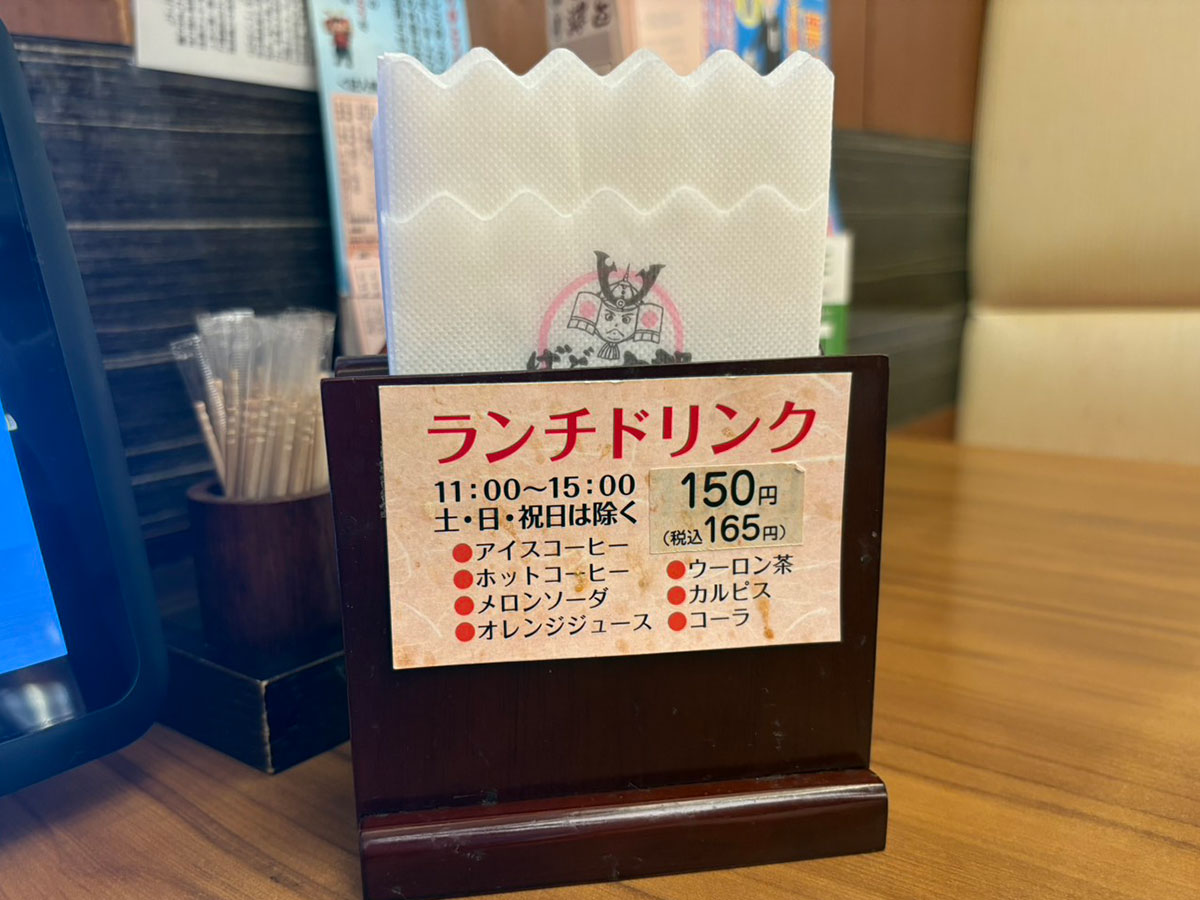 ランチドリンク
11:00〜15:00
土・日・祝日は除く
150円
(税込165円)
●アイスコーヒー
●ホットコーヒー
●メロンソーダ
●オレンジジュース
●ウーロン茶
●カルピス
●コーラ